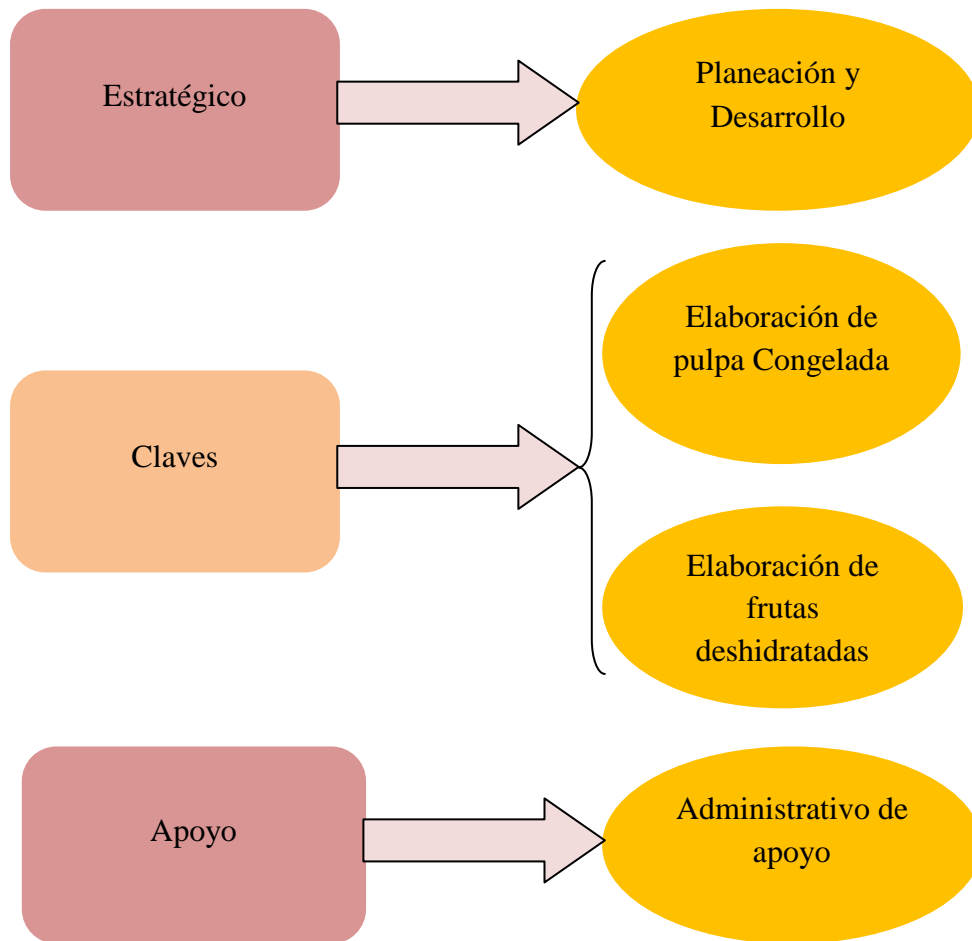 Estratégico
Planeación y
Desarrollo
Elaboración de
pulpa Congelada
Claves
Elaboración de
frutas
deshidratadas
Apoyo
Administrativo de
apoyo